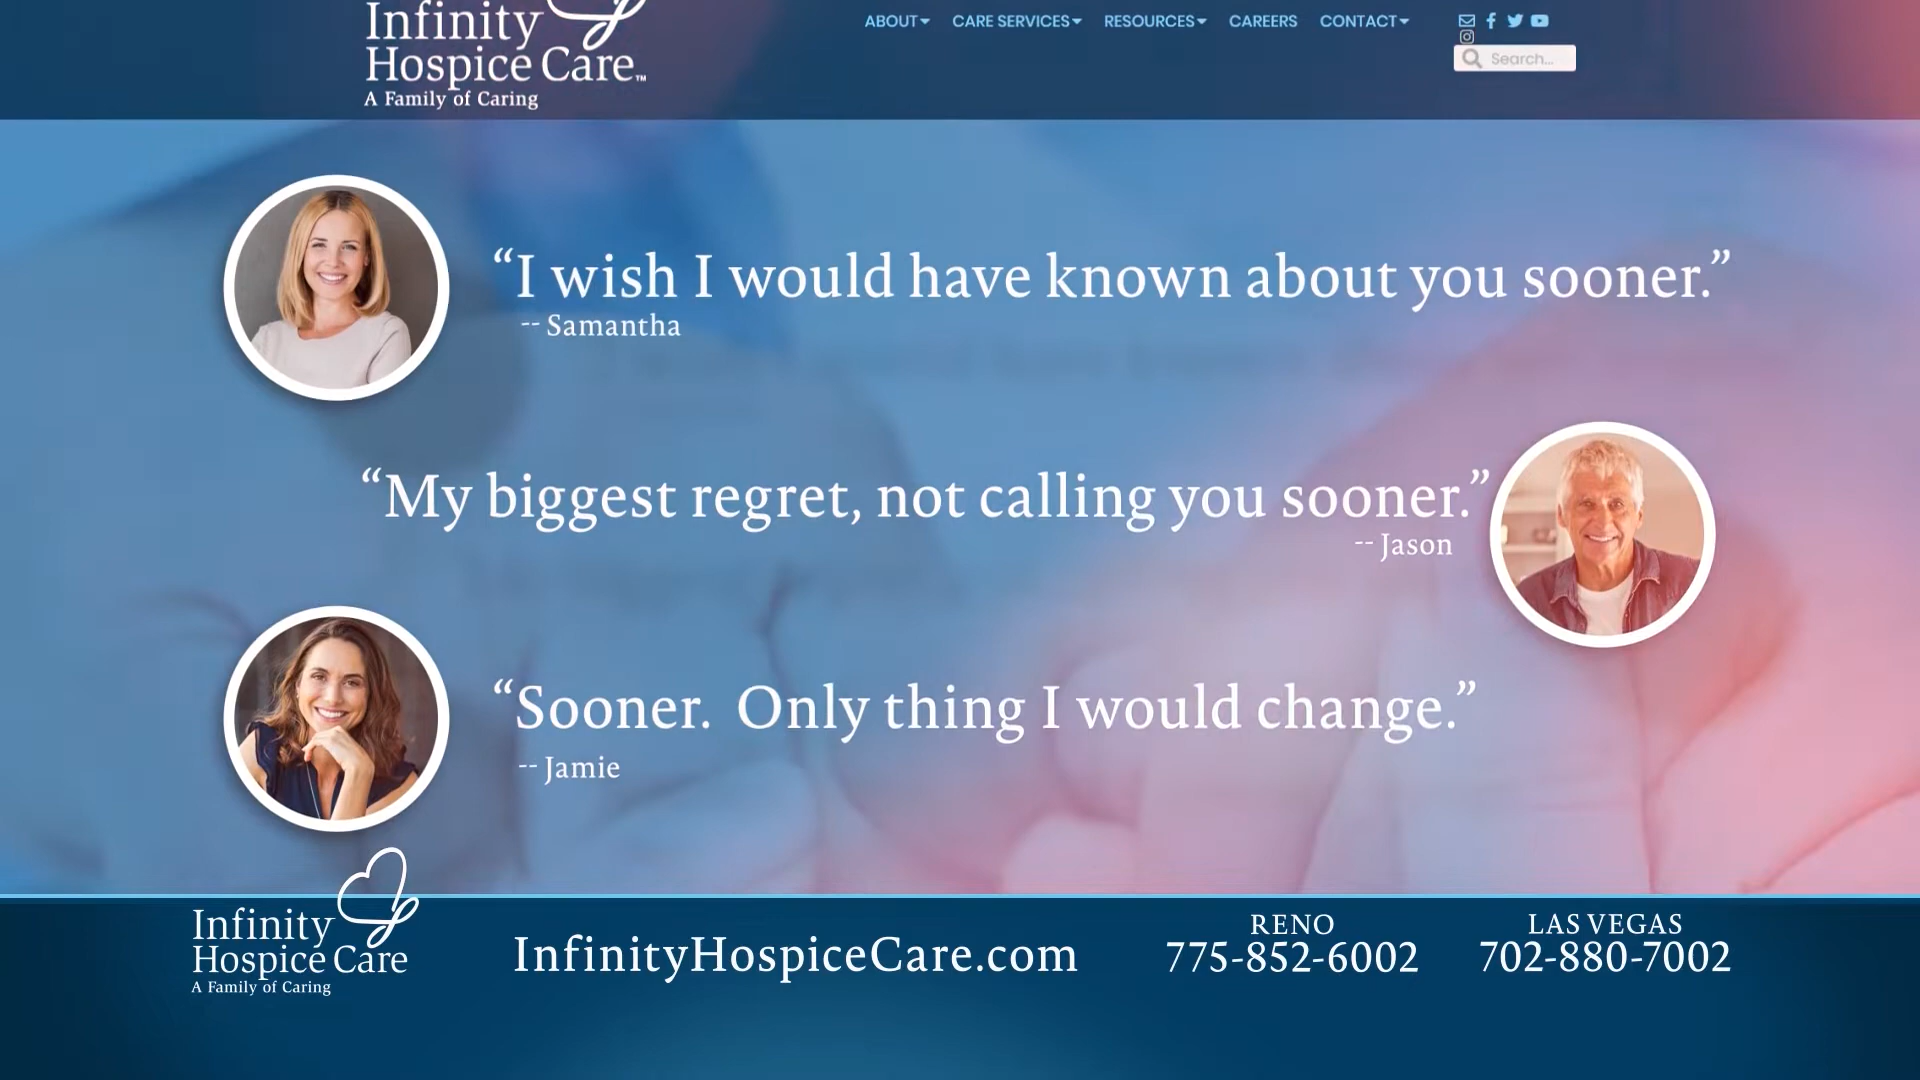 Infinity
Hospice Care™
A Family of Caring
ABOUT CARE SERVICES RESOURCES CAREERS CONTACT
Search...
“I wish I would have known about you sooner.”
-- Samantha
“My biggest regret, not calling you sooner.”
-- Jason
“Sooner. Only thing I would change.”
-- Jamie
Infinity
Hospice Care
A Family of Caring
InfinityHospiceCare.com
RENO
775-852-6002
LAS VEGAS
702-880-7002